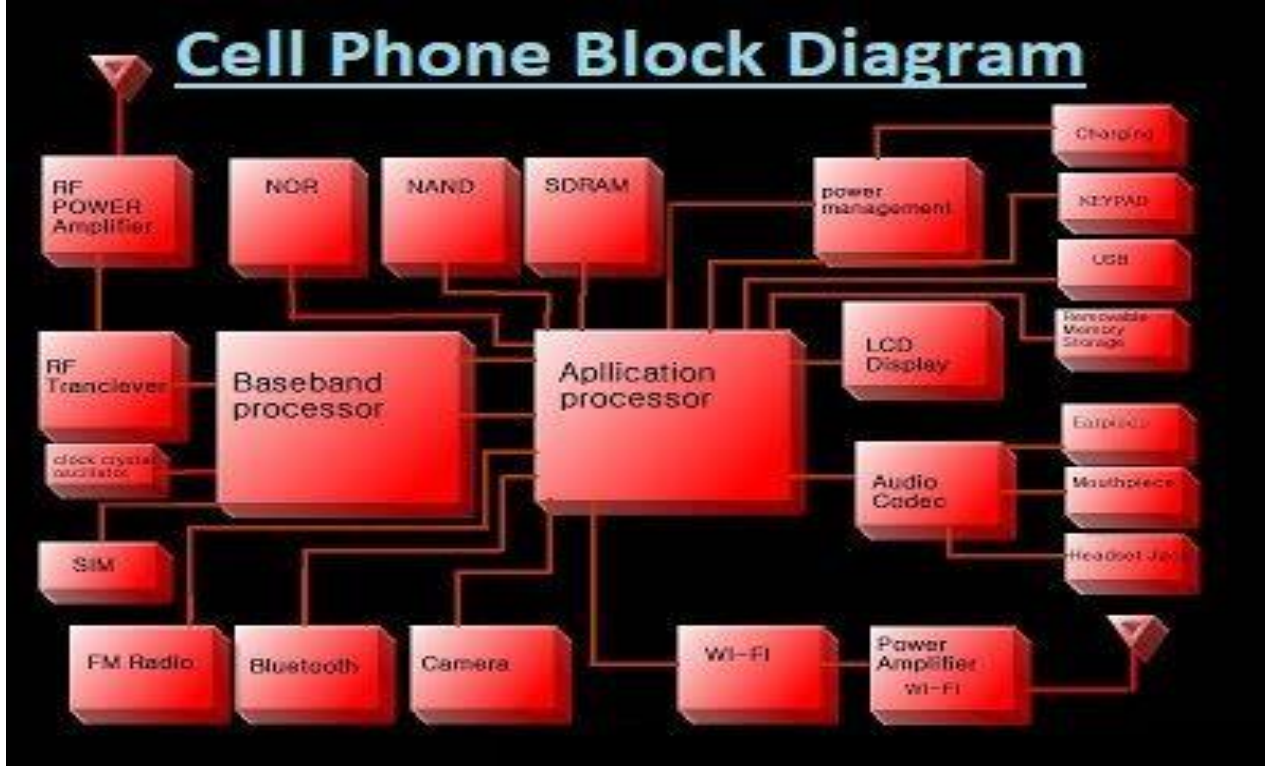 Cell Phone Block Diagram
RF
POWER
Amplifier
NOR
NAND
SDRAM
power
management
Charging
KEYPAD
USB
Removable
Memory
Storage
RF
Tranciever
Baseband
processor
Apllication
processor
LCD
Display
clock crystal
oscillator
Audio
Codec
Earpiece
Mouthpiece
Headset Jack
SIM
FM Radio
Bluetooth
Camera
WI-FI
Power
Amplifier
WI-FI